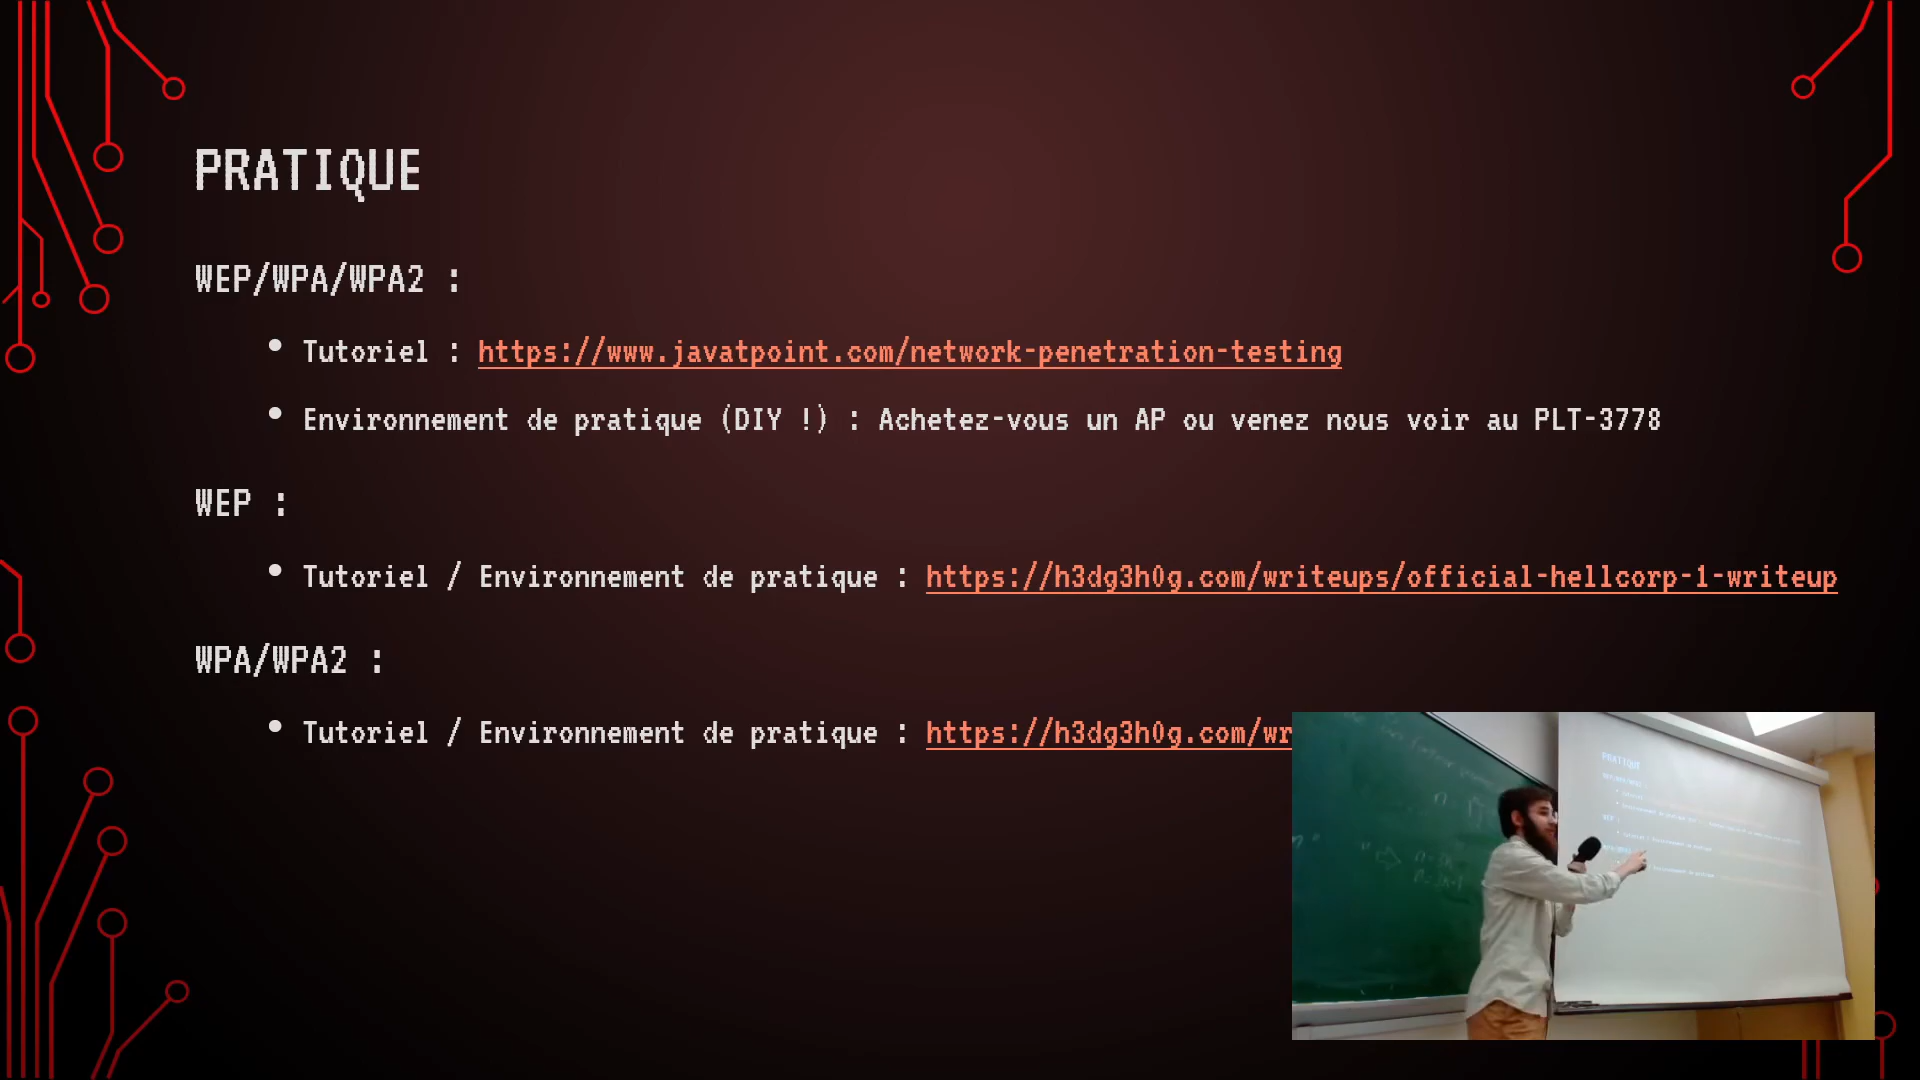 PRATIQUE
WEP/WPA/WPA2 :
• Tutoriel : https://www.javatpoint.com/network-penetration-testing
• Environnement de pratique (DIY !) : Achetez-vous un AP ou venez nous voir au PLT-3778
WEP :
• Tutoriel / Environnement de pratique : https://h3dg3h0g.com/writeups/official-hellcorp-1-writeup
WPA/WPA2 :
• Tutoriel / Environnement de pratique : https://h3dg3h0g.com/wr
PRATIQUE